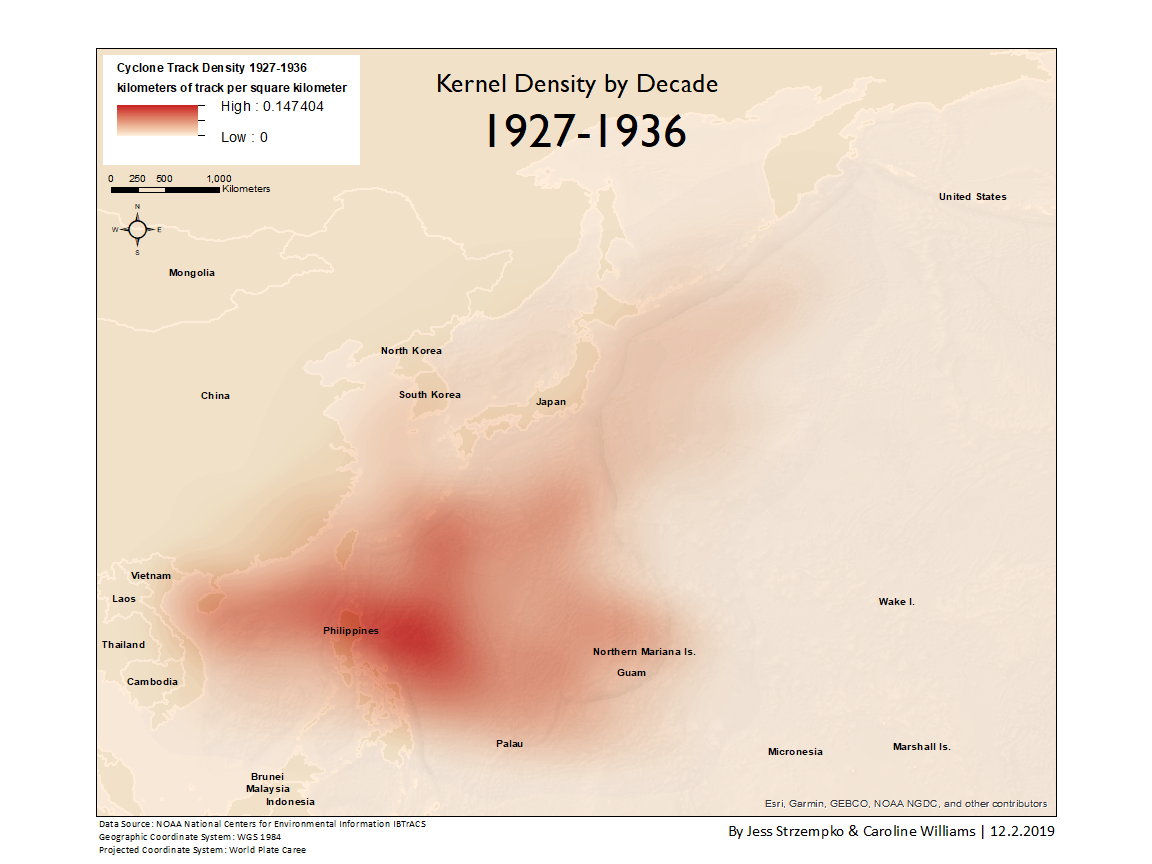 Cyclone Track Density 1927-1936
kilometers of track per square kilometer
High : 0.147404
Low : 0
Kernel Density by Decade
1927-1936
0 250 500 1,000
Kilometers
N
W E
S
United States
Mongolia
North Korea
China
South Korea
Japan
Vietnam
Laos
Wake I.
Philippines
Thailand
Northern Mariana Is.
Guam
Cambodia
Palau
Micronesia
Marshall Is.
Brunei
Malaysia
Indonesia
Esri, Garmin, GEBCO, NOAA NGDC, and other contributors
Data Source: NOAA National Centers for Environmental Information IBTrACS
Geographic Coordinate System: WGS 1984
Projected Coordinate System: World Plate Caree
By Jess Strzempko & Caroline Williams | 12.2.2019